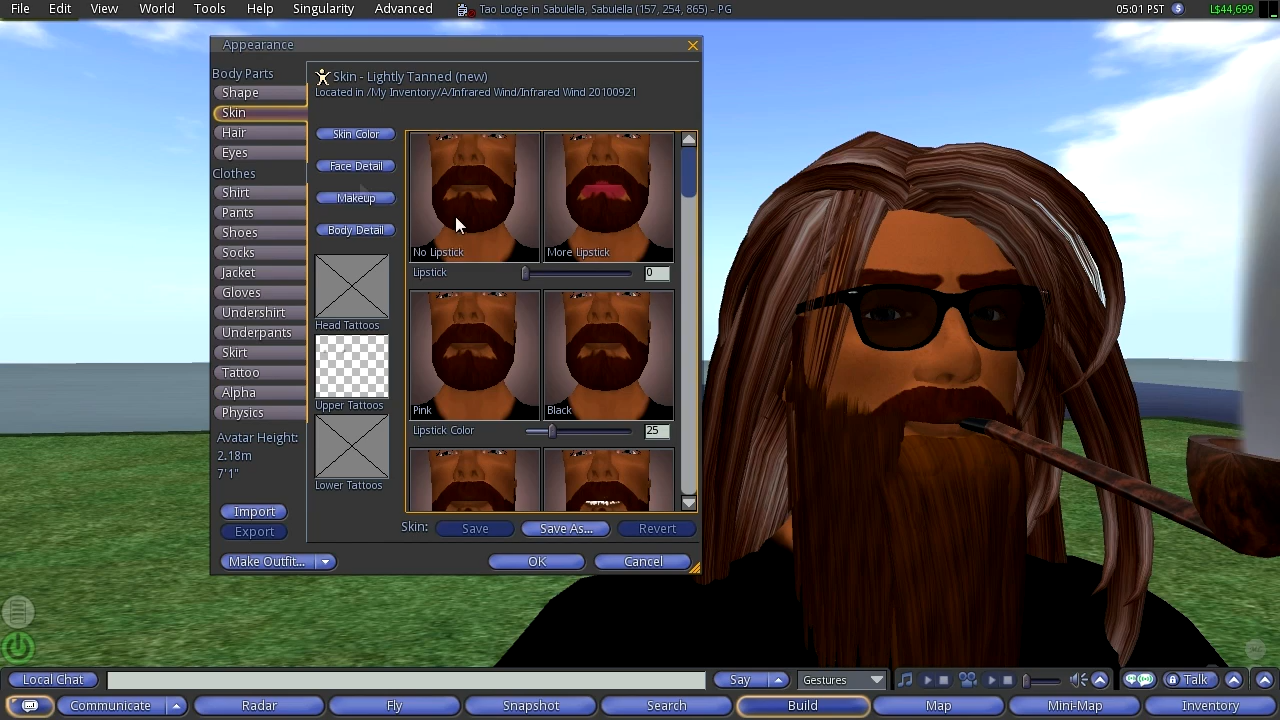 File Edit View World Tools Help Singularity Advanced Tao Lodge in Sabulella, Sabulella (157, 254, 865) - PG 05:01 PST $ L$44,699
Appearance
Body Parts
Shape
Skin
Hair
Eyes
Clothes
Shirt
Pants
Shoes
Socks
Jacket
Gloves
Undershirt
Underpants
Skirt
Tattoo
Alpha
Physics
Avatar Height:
2.18m
7'1"
Import
Export
Make Outfit...
Skin - Lightly Tanned (new)
Located in /My Inventory/A/Infrared Wind/Infrared Wind 20100921
Skin Color
Face Detail
Makeup
Body Detail
Head Tattoos
Upper Tattoos
Lower Tattoos
No Lipstick More Lipstick
Lipstick 0
Pink Black
Lipstick Color 25
Skin: Save Save As... Revert
OK Cancel
Local Chat Say Gestures Talk
Communicate Radar Fly Snapshot Search Build Map Mini-Map Inventory